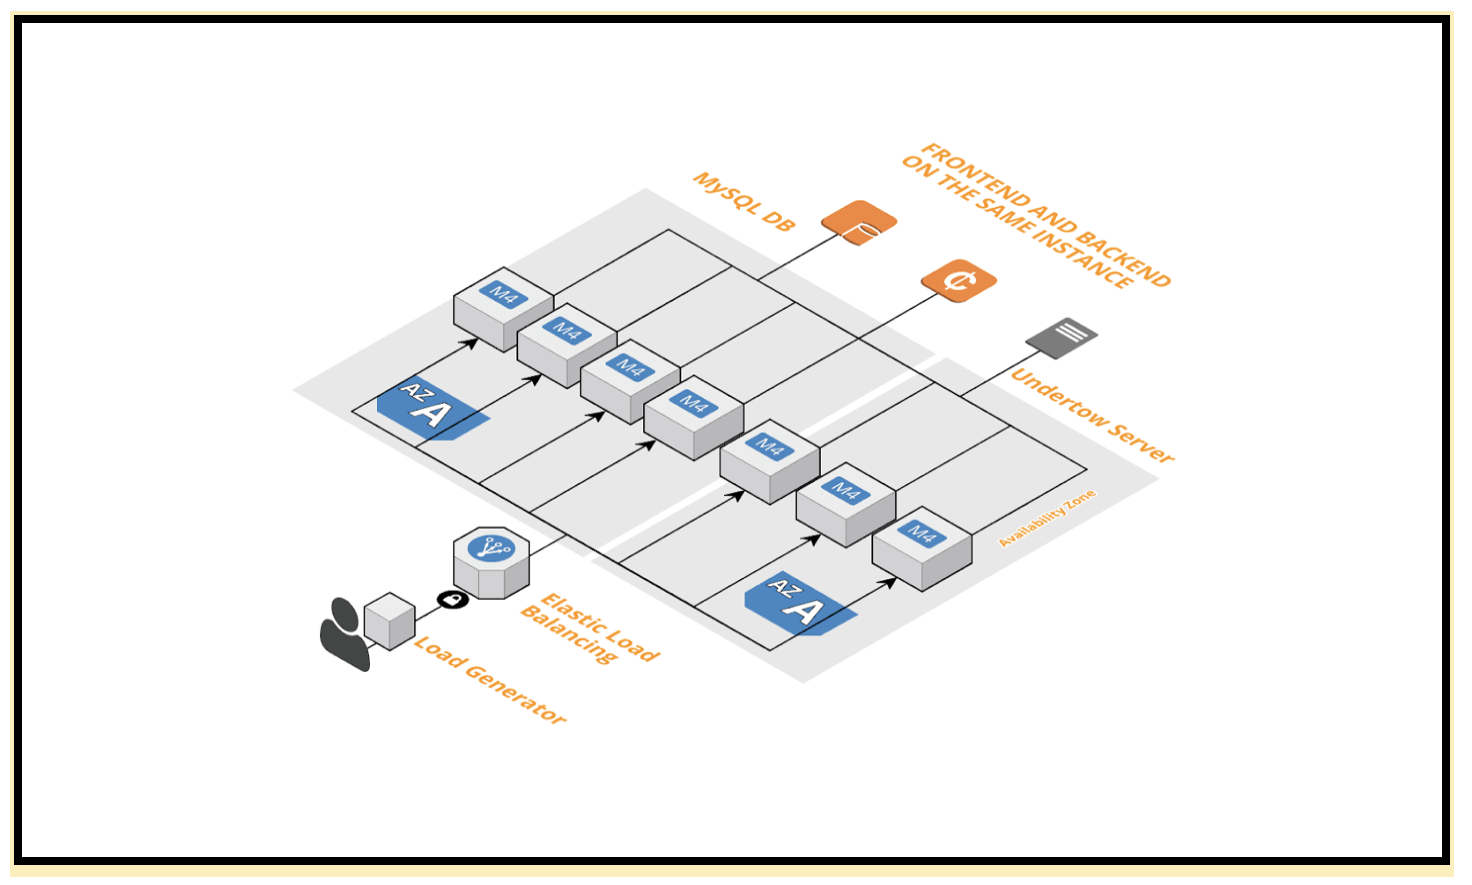 FRONTEND AND BACKEND
ON THE SAME INSTANCE
MySQL DB
¢
M4
M4
M4
M4
M4
M4
M4
AZ
A
Undertow Server
Availability Zone
AZ
A
Elastic Load
Balancing
Load Generator